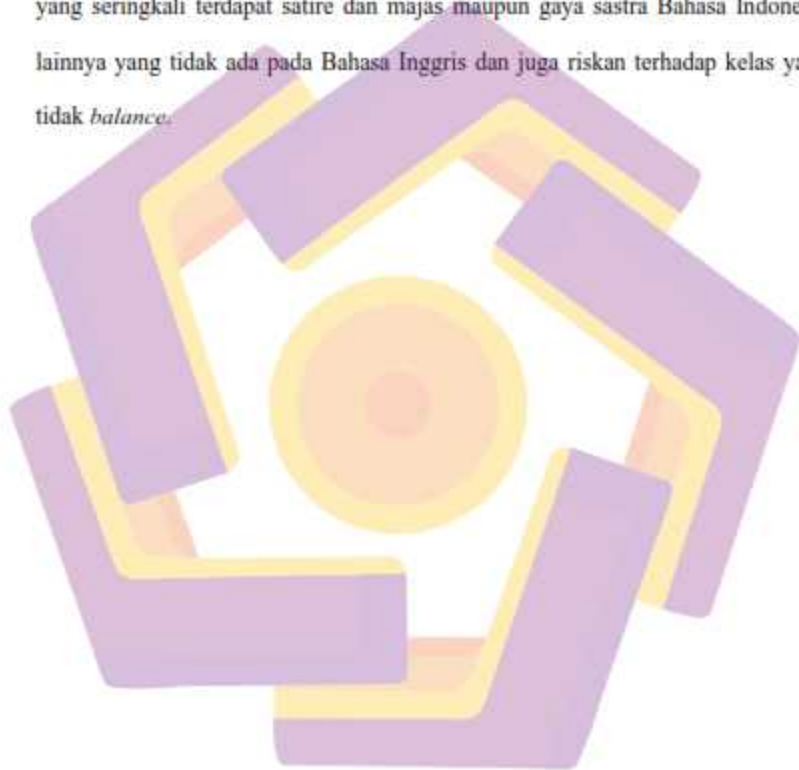 yang seringkali terdapat satire dan majas maupun gaya sastra Bahasa
lainnya yang tidak ada pada Bahasa Inggris dan juga riskan terhadap kelas
tidak balance.